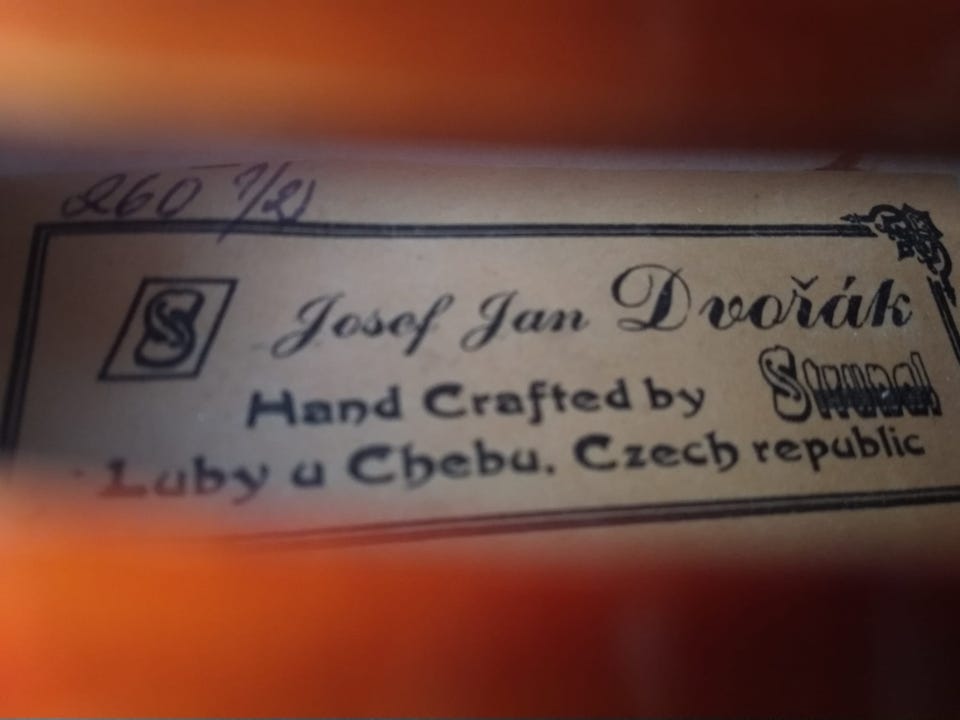 260 1/2
S Josef Jan Dvořák
Hand Crafted by Strunal
Luby u Chebu. Czech republic